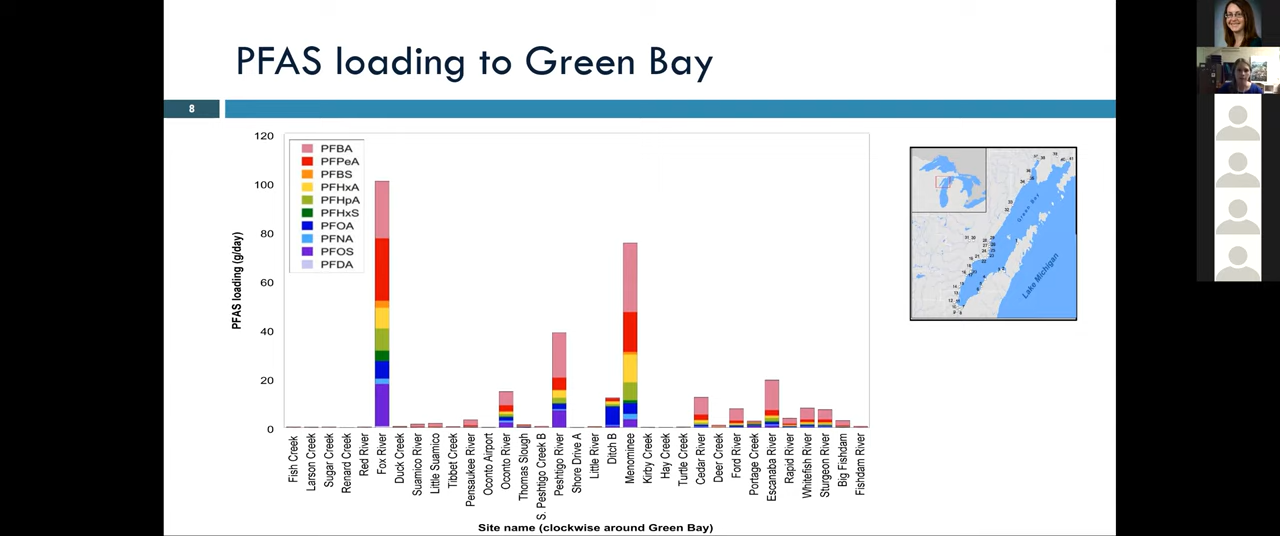 PFAS loading to Green Bay
8
120
100
80
60
40
20
0
PFAS loading (g/day)
PFBA
PFPeA
PFBS
PFHxA
PFHpA
PFHxS
PFOA
PFNA
PFOS
PFDA
Fish Creek
Larson Creek
Sugar Creek
Renard Creek
Red River
Fox River
Duck Creek
Suamico River
Little Suamico
Tibbet Creek
Pensaukee River
Oconto Airport
Oconto River
Thomas Slough
S. Peshtigo Creek B
Peshtigo River
Shore Drive A
Little River
Ditch B
Menominee
Kirby Creek
Hay Creek
Turtle Creek
Cedar River
Deer Creek
Ford River
Portage Creek
Escanaba River
Rapid River
Whitefish River
Sturgeon River
Big Fishdam
Fishdam River
Site name (clockwise around Green Bay)
Green Bay
Lake Michigan